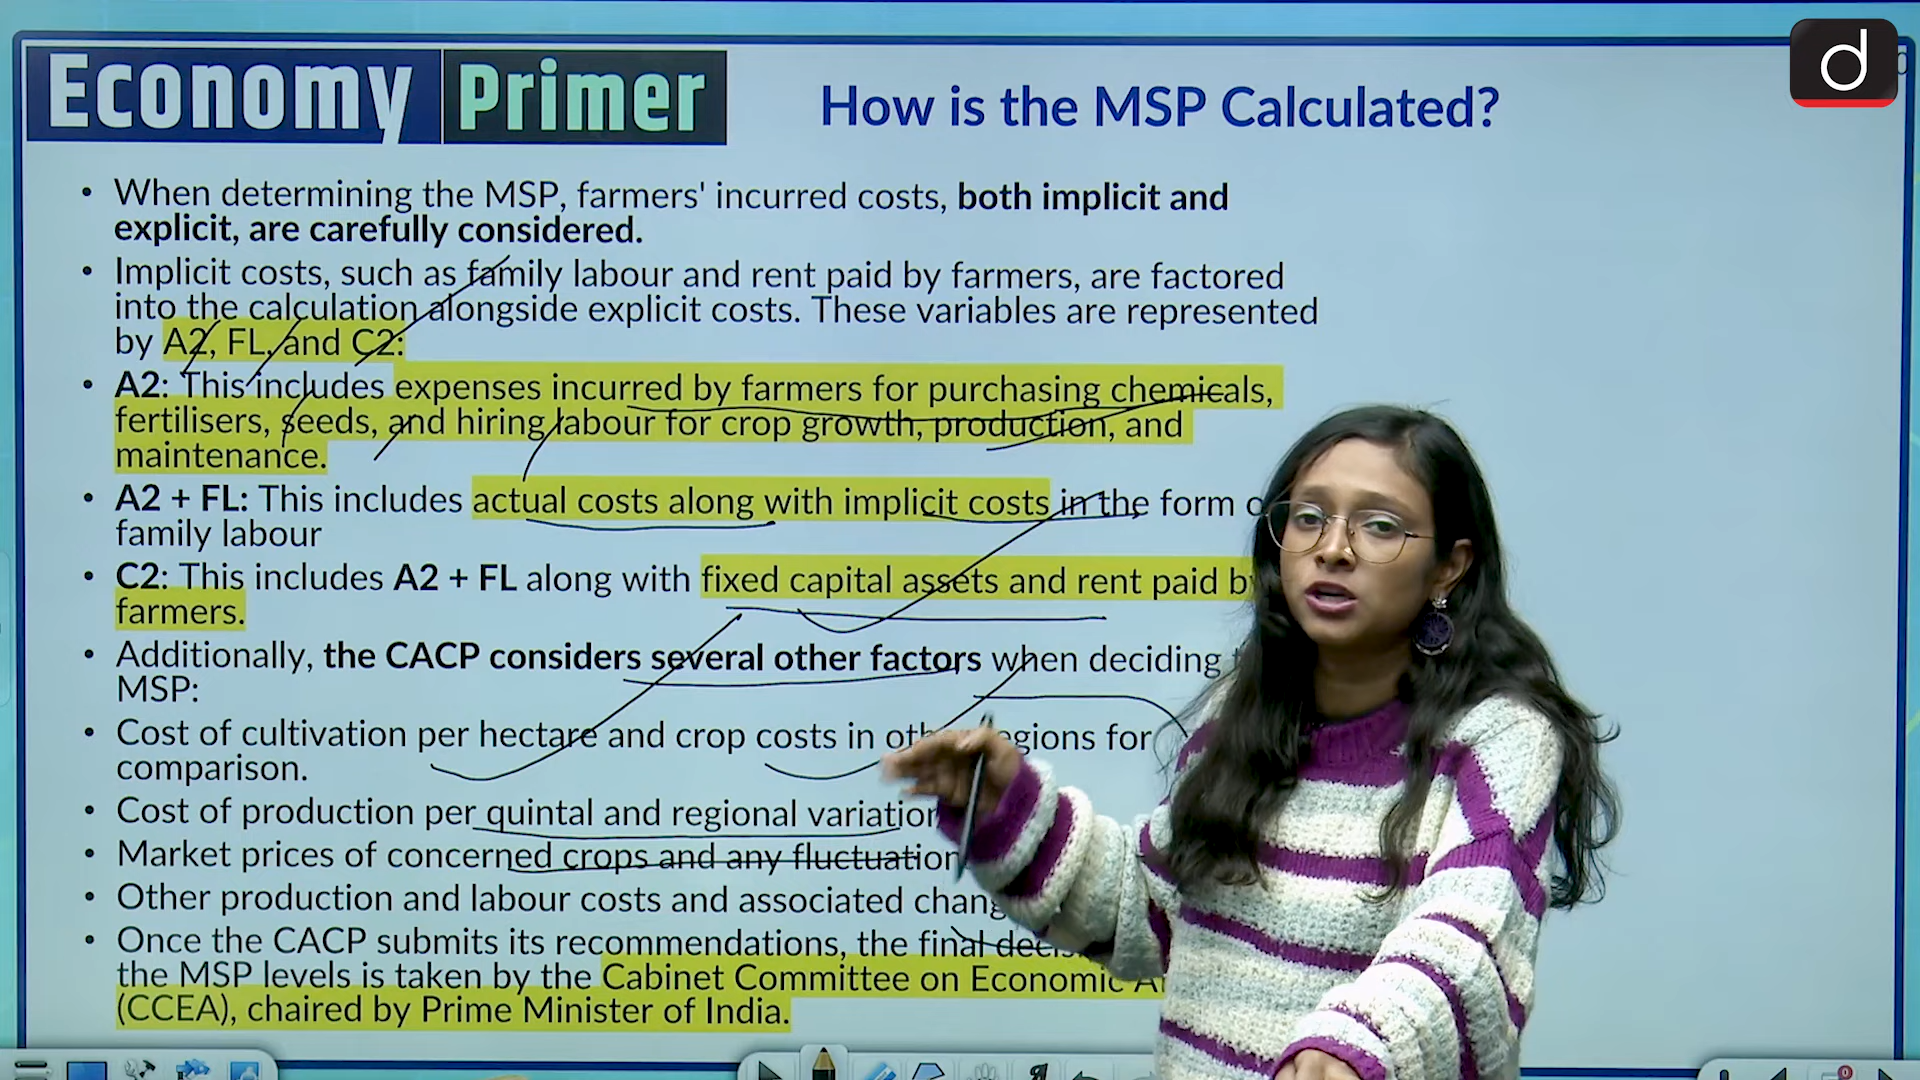 Economy Primer
How is the MSP Calculated?
d
• When determining the MSP, farmers' incurred costs, both implicit and
explicit, are carefully considered.
• Implicit costs, such as family labour and rent paid by farmers, are factored
into the calculation alongside explicit costs. These variables are represented
by A2, FL, and C2:
• A2: This includes expenses incurred by farmers for purchasing chemicals,
fertilisers, seeds, and hiring labour for crop growth, production, and
maintenance.
• A2 + FL: This includes actual costs along with implicit costs in the form
family labour
• C2: This includes A2 + FL along with fixed capital assets and rent paid
farmers.
• Additionally, the CACP considers several other factors when deciding
MSP:
• Cost of cultivation per hectare and crop costs in for
comparison.
• Cost of production per quintal and regional
• Market prices of concerned crops and any
• Other production and labour costs and associated
• Once the CACP submits its recommendations, the final
the MSP levels is taken by the Cabinet Committee on Economic
(CCEA), chaired by Prime Minister of India.